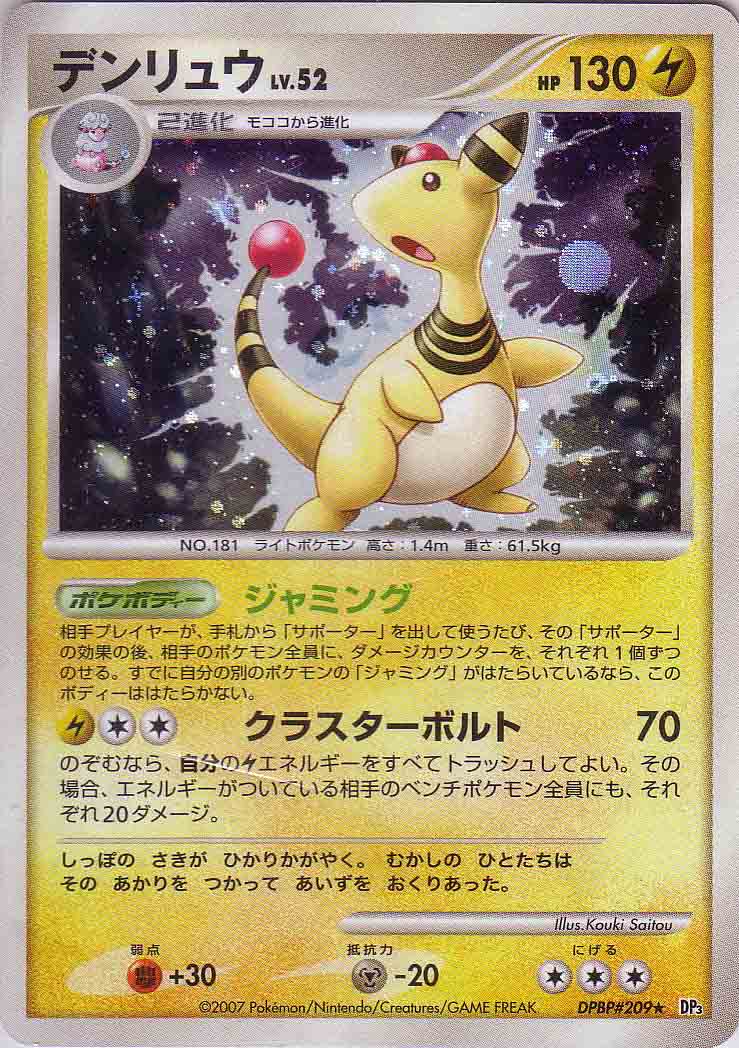 デンリュウ LV.52 HP 130
2進化 モココから進化
NO.181 ライトポケモン 高さ:1.4m 重さ:61.5kg
ポケボディー ジャミング
相手プレイヤーが、手札から「サポーター」を出して使うたび、その「サポーター」
の効果の後、相手のポケモン全員に、ダメージカウンターを、それぞれ1個ずつ
のせる。すでに自分の別のポケモンの「ジャミング」がはたらいているなら、この
ボディーははたらかない。
クラスターボルト 70
のぞむなら、自分のエネルギーをすべてトラッシュしてよい。その
場合、エネルギーがついている相手のベンチポケモン全員にも、それ
ぞれ20ダメージ。
しっぽの さきが ひかりかがやく。 むかしの ひとたちは
その あかりを つかって あいずを おくりあった。
Illus.Kouki Saitou
弱点 抵抗力 にげる
+30 -20
©2007 Pokémon/Nintendo/Creatures/GAME FREAK DPBP#209★ DP3